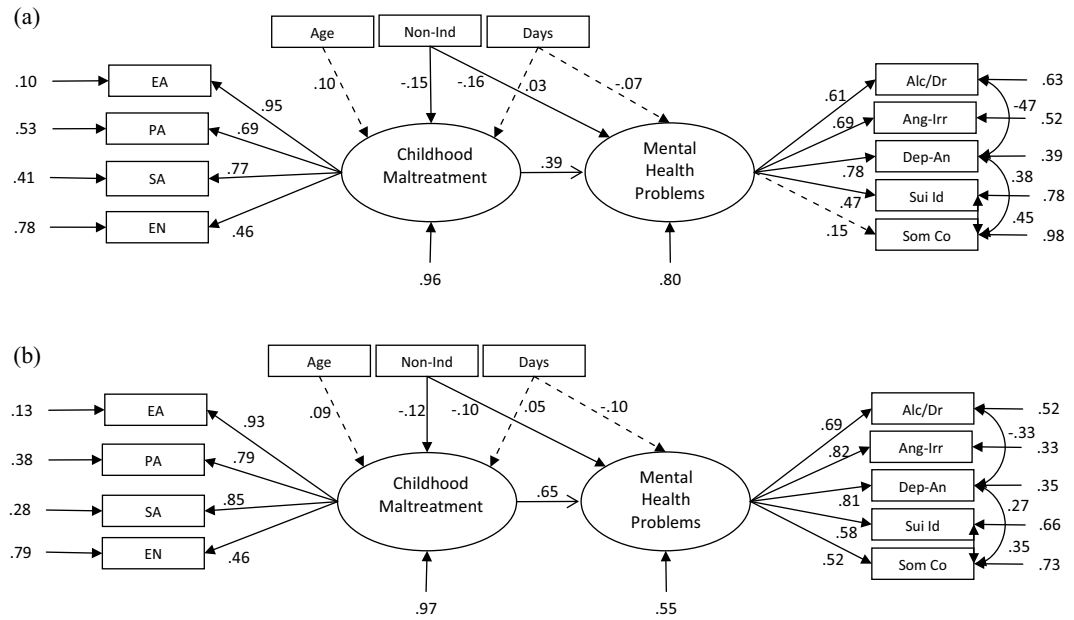 (a)
Age
Non-Ind
Days
.10
EA
.95
.10
-.15
-.16
.03
-.07
.61
Alc/Dr
.63
.53
PA
.69
.69
Ang-Irr
-47
.52
.41
SA
.77
Childhood
Maltreatment
.39
Mental
Health
Problems
.78
Dep-An
.39
.38
.78
EN
.46
.47
Sui Id
.78
.45
.15
Som Co
.98
.96
.80
(b)
Age
Non-Ind
Days
.13
EA
.93
.09
-.12
-.10
.05
-.10
.69
Alc/Dr
.52
-.33
.38
PA
.79
.82
Ang-Irr
.33
.28
SA
.85
Childhood
Maltreatment
.65
Mental
Health
Problems
.81
Dep-An
.35
.27
.79
EN
.46
.58
Sui Id
.66
.35
.52
Som Co
.73
.97
.55